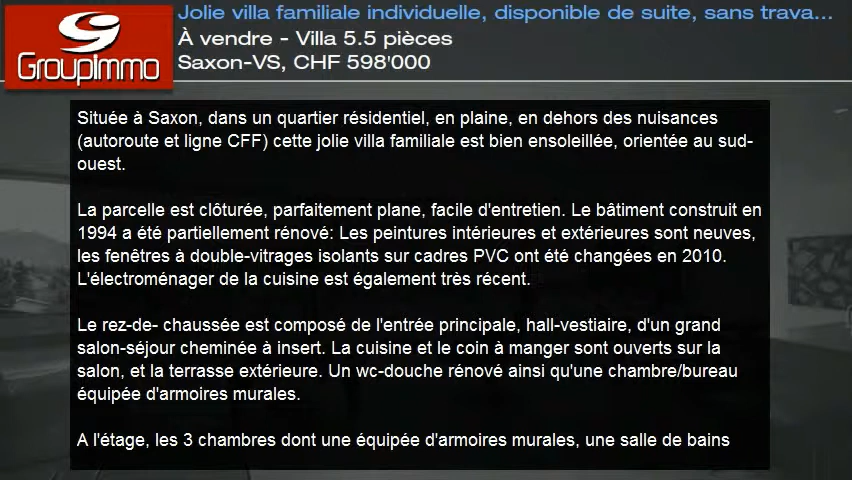 Groupimmo
Jolie villa familiale individuelle, disponible de suite, sans trava...
À vendre - Villa 5.5 pièces
Saxon-VS, CHF 598'000
Située à Saxon, dans un quartier résidentiel, en plaine, en dehors des nuisances
(autoroute et ligne CFF) cette jolie villa familiale est bien ensoleillée, orientée au sud-
ouest.
La parcelle est clôturée, parfaitement plane, facile d'entretien. Le bâtiment construit en
1994 a été partiellement rénové: Les peintures intérieures et extérieures sont neuves,
les fenêtres à double-vitrages isolants sur cadres PVC ont été changées en 2010.
L'électroménager de la cuisine est également très récent.
Le rez-de- chaussée est composé de l'entrée principale, hall-vestiaire, d'un grand
salon-séjour cheminée à insert. La cuisine et le coin à manger sont ouverts sur la
salon, et la terrasse extérieure. Un wc-douche rénové ainsi qu'une chambre/bureau
équipée d'armoires murales.
A l'étage, les 3 chambres dont une équipée d'armoires murales, une salle de bains